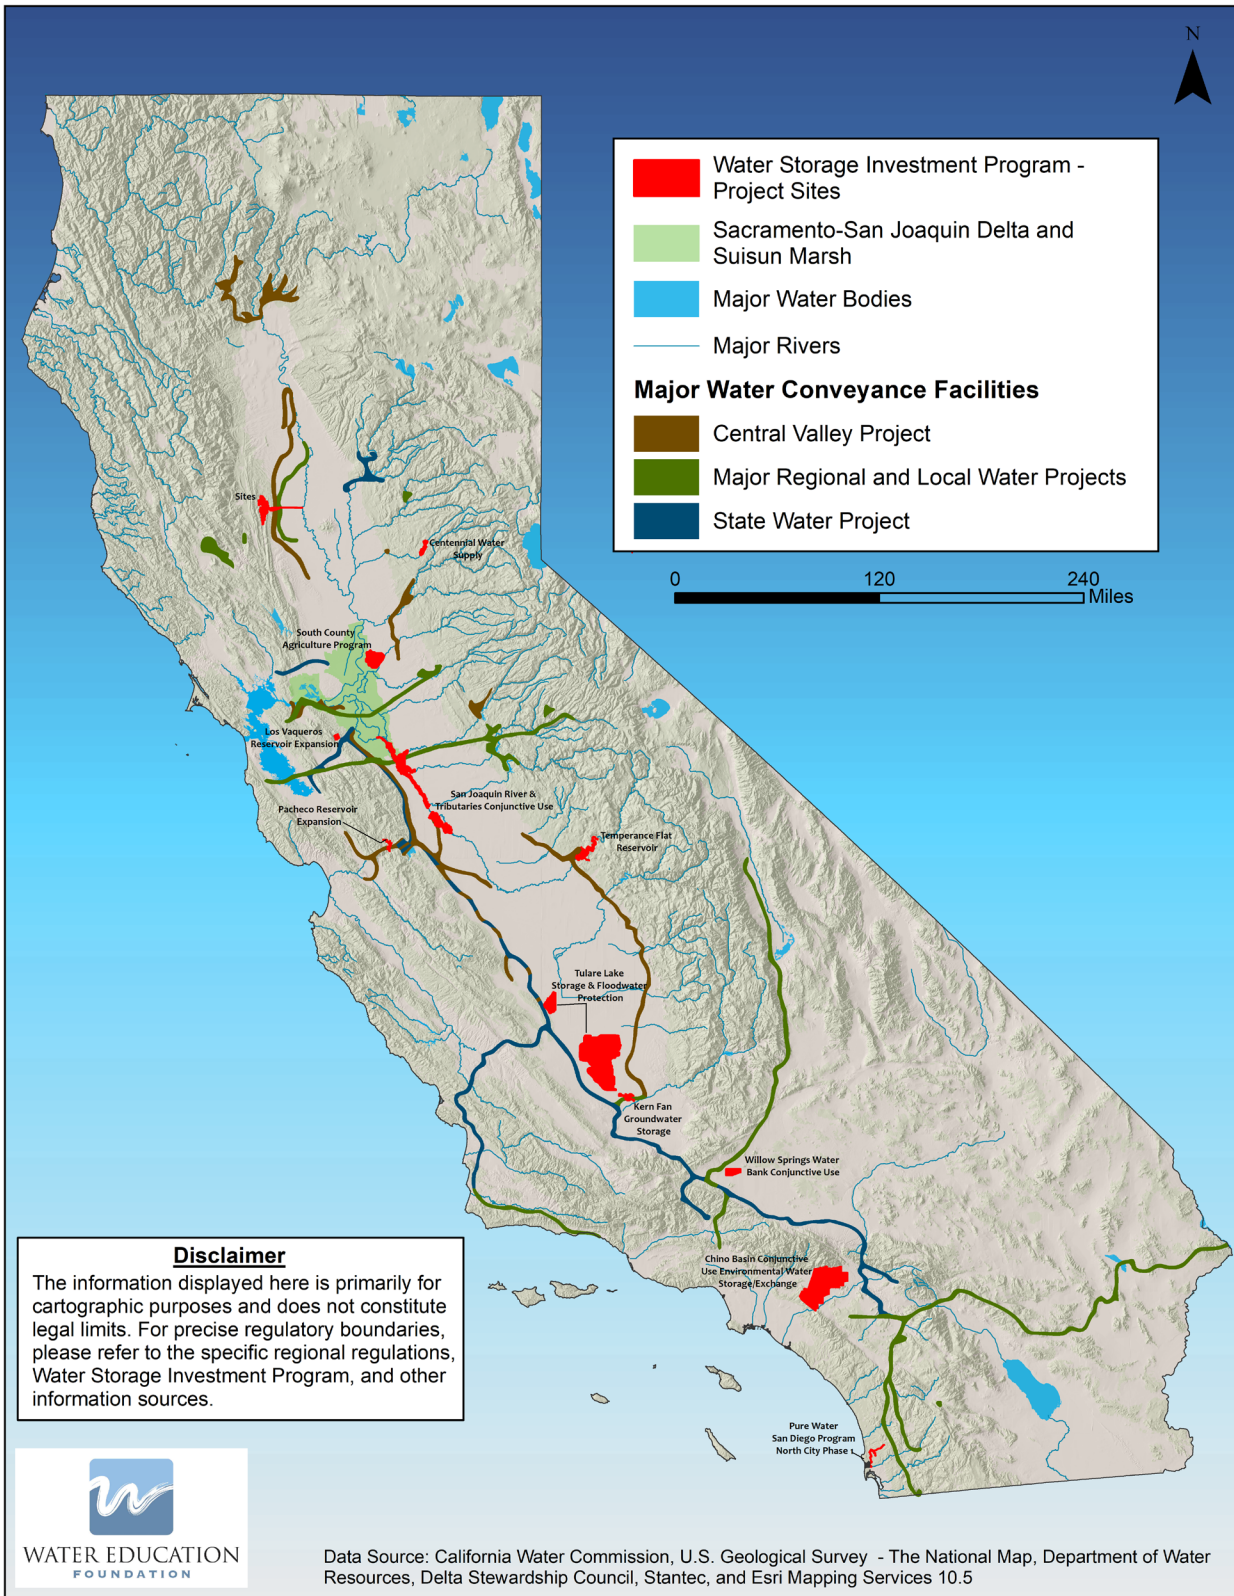 N
Water Storage Investment Program -
Project Sites
Sacramento-San Joaquin Delta and
Suisun Marsh
Major Water Bodies
Major Rivers
Major Water Conveyance Facilities
Central Valley Project
Major Regional and Local Water Projects
State Water Project
0 120 240
Miles
Sites
Centennial Water
Supply
South County
Agriculture Program
Los Vaqueros
Reservoir Expansion
San Joaquin River &
Tributaries Conjunctive Use
Pacheco Reservoir
Expansion
Temperance Flat
Reservoir
Tulare Lake
Storage & Floodwater
Protection
Kern Fan
Groundwater
Storage
Willow Springs Water
Bank Conjunctive Use
Chino Basin Conjunctive
Use Environmental Water
Storage/Exchange
Pure Water
San Diego Program
North City Phase 1
Disclaimer
The information displayed here is primarily for
cartographic purposes and does not constitute
legal limits. For precise regulatory boundaries,
please refer to the specific regional regulations,
Water Storage Investment Program, and other
information sources.
WATER EDUCATION
FOUNDATION
Data Source: California Water Commission, U.S. Geological Survey - The National Map, Department of Water
Resources, Delta Stewardship Council, Stantec, and Esri Mapping Services 10.5